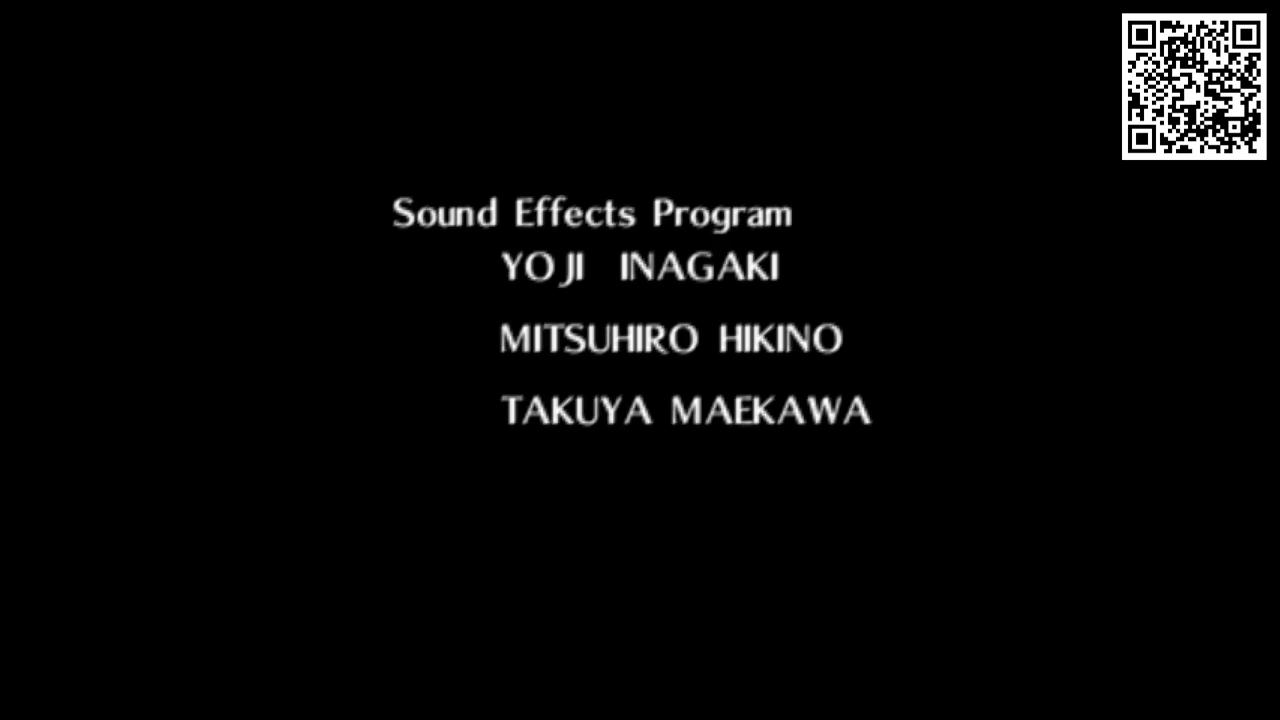 Sound Effects Program
YOJI INAGAKI
MITSUHIRO HIKINO
TAKUYA MAEKAWA